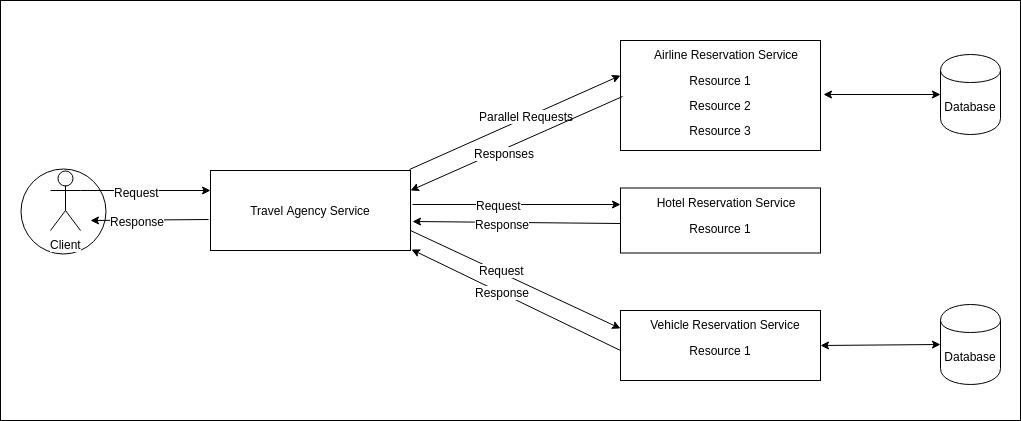 Client
Request
Response
Travel Agency Service
Parallel Requests
Responses
Request
Response
Request
Response
Airline Reservation Service
Resource 1
Resource 2
Resource 3
Database
Hotel Reservation Service
Resource 1
Vehicle Reservation Service
Resource 1
Database